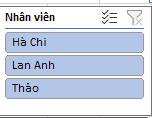 Nhân viên
Hà Chi
Lan Anh
Thảo